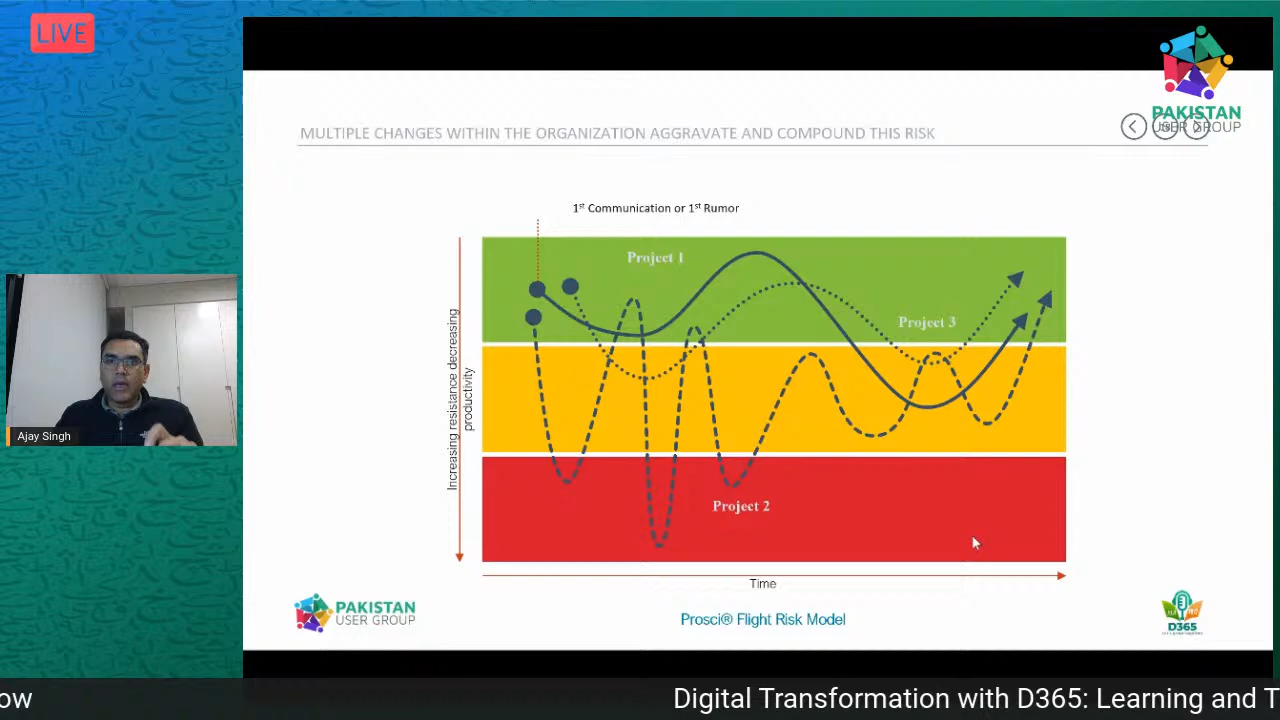 LIVE
PAKISTAN
USER GROUP
MULTIPLE CHANGES WITHIN THE ORGANIZATION AGGRAVATE AND COMPOUND THIS RISK
1st Communication or 1st Rumor
Project 1
Project 3
Increasing resistance decreasing
productivity
Ajay Singh
Project 2
Time
PAKISTAN
USER GROUP
Prosci® Flight Risk Model
D365
ow
Digital Transformation with D365: Learning and T